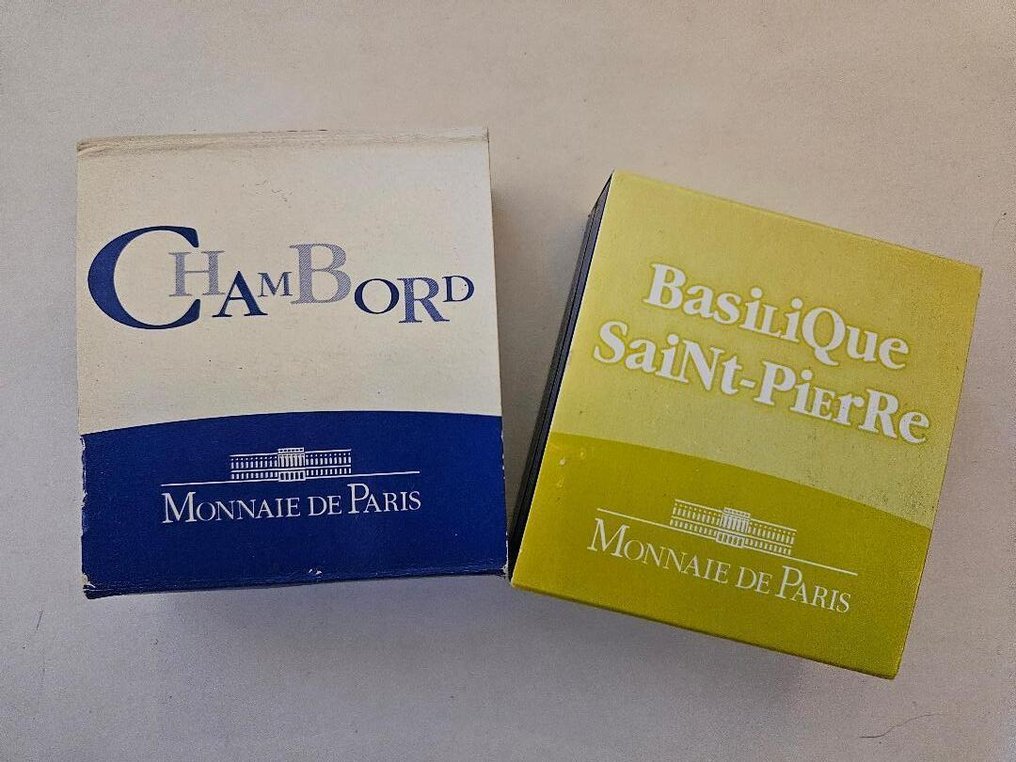 CHAMBORD
MONNAIE DE PARIS
BasiLiQue
SaiNt-PiErRe
MONNAIE DE PARIS